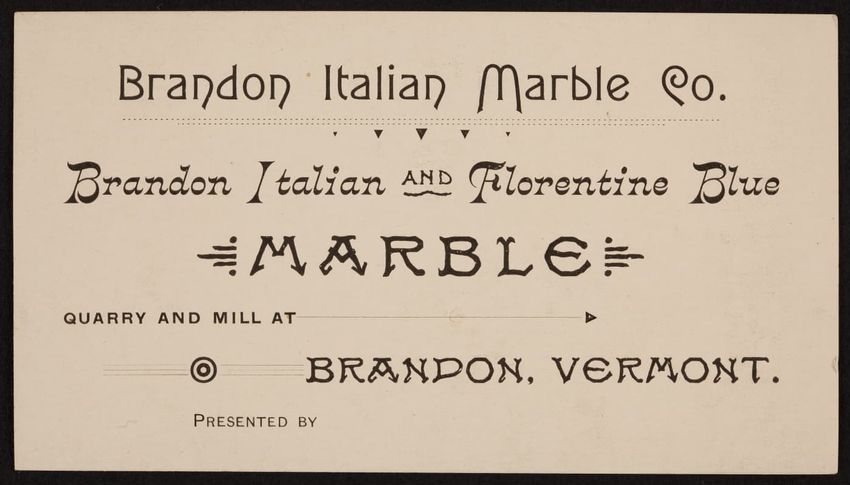 Brandon Italian Marble Co.
Brandon Italian AND Florentine Blue
MARBLE
QUARRY AND MILL AT
BRANDON, VERMONT.
PRESENTED BY